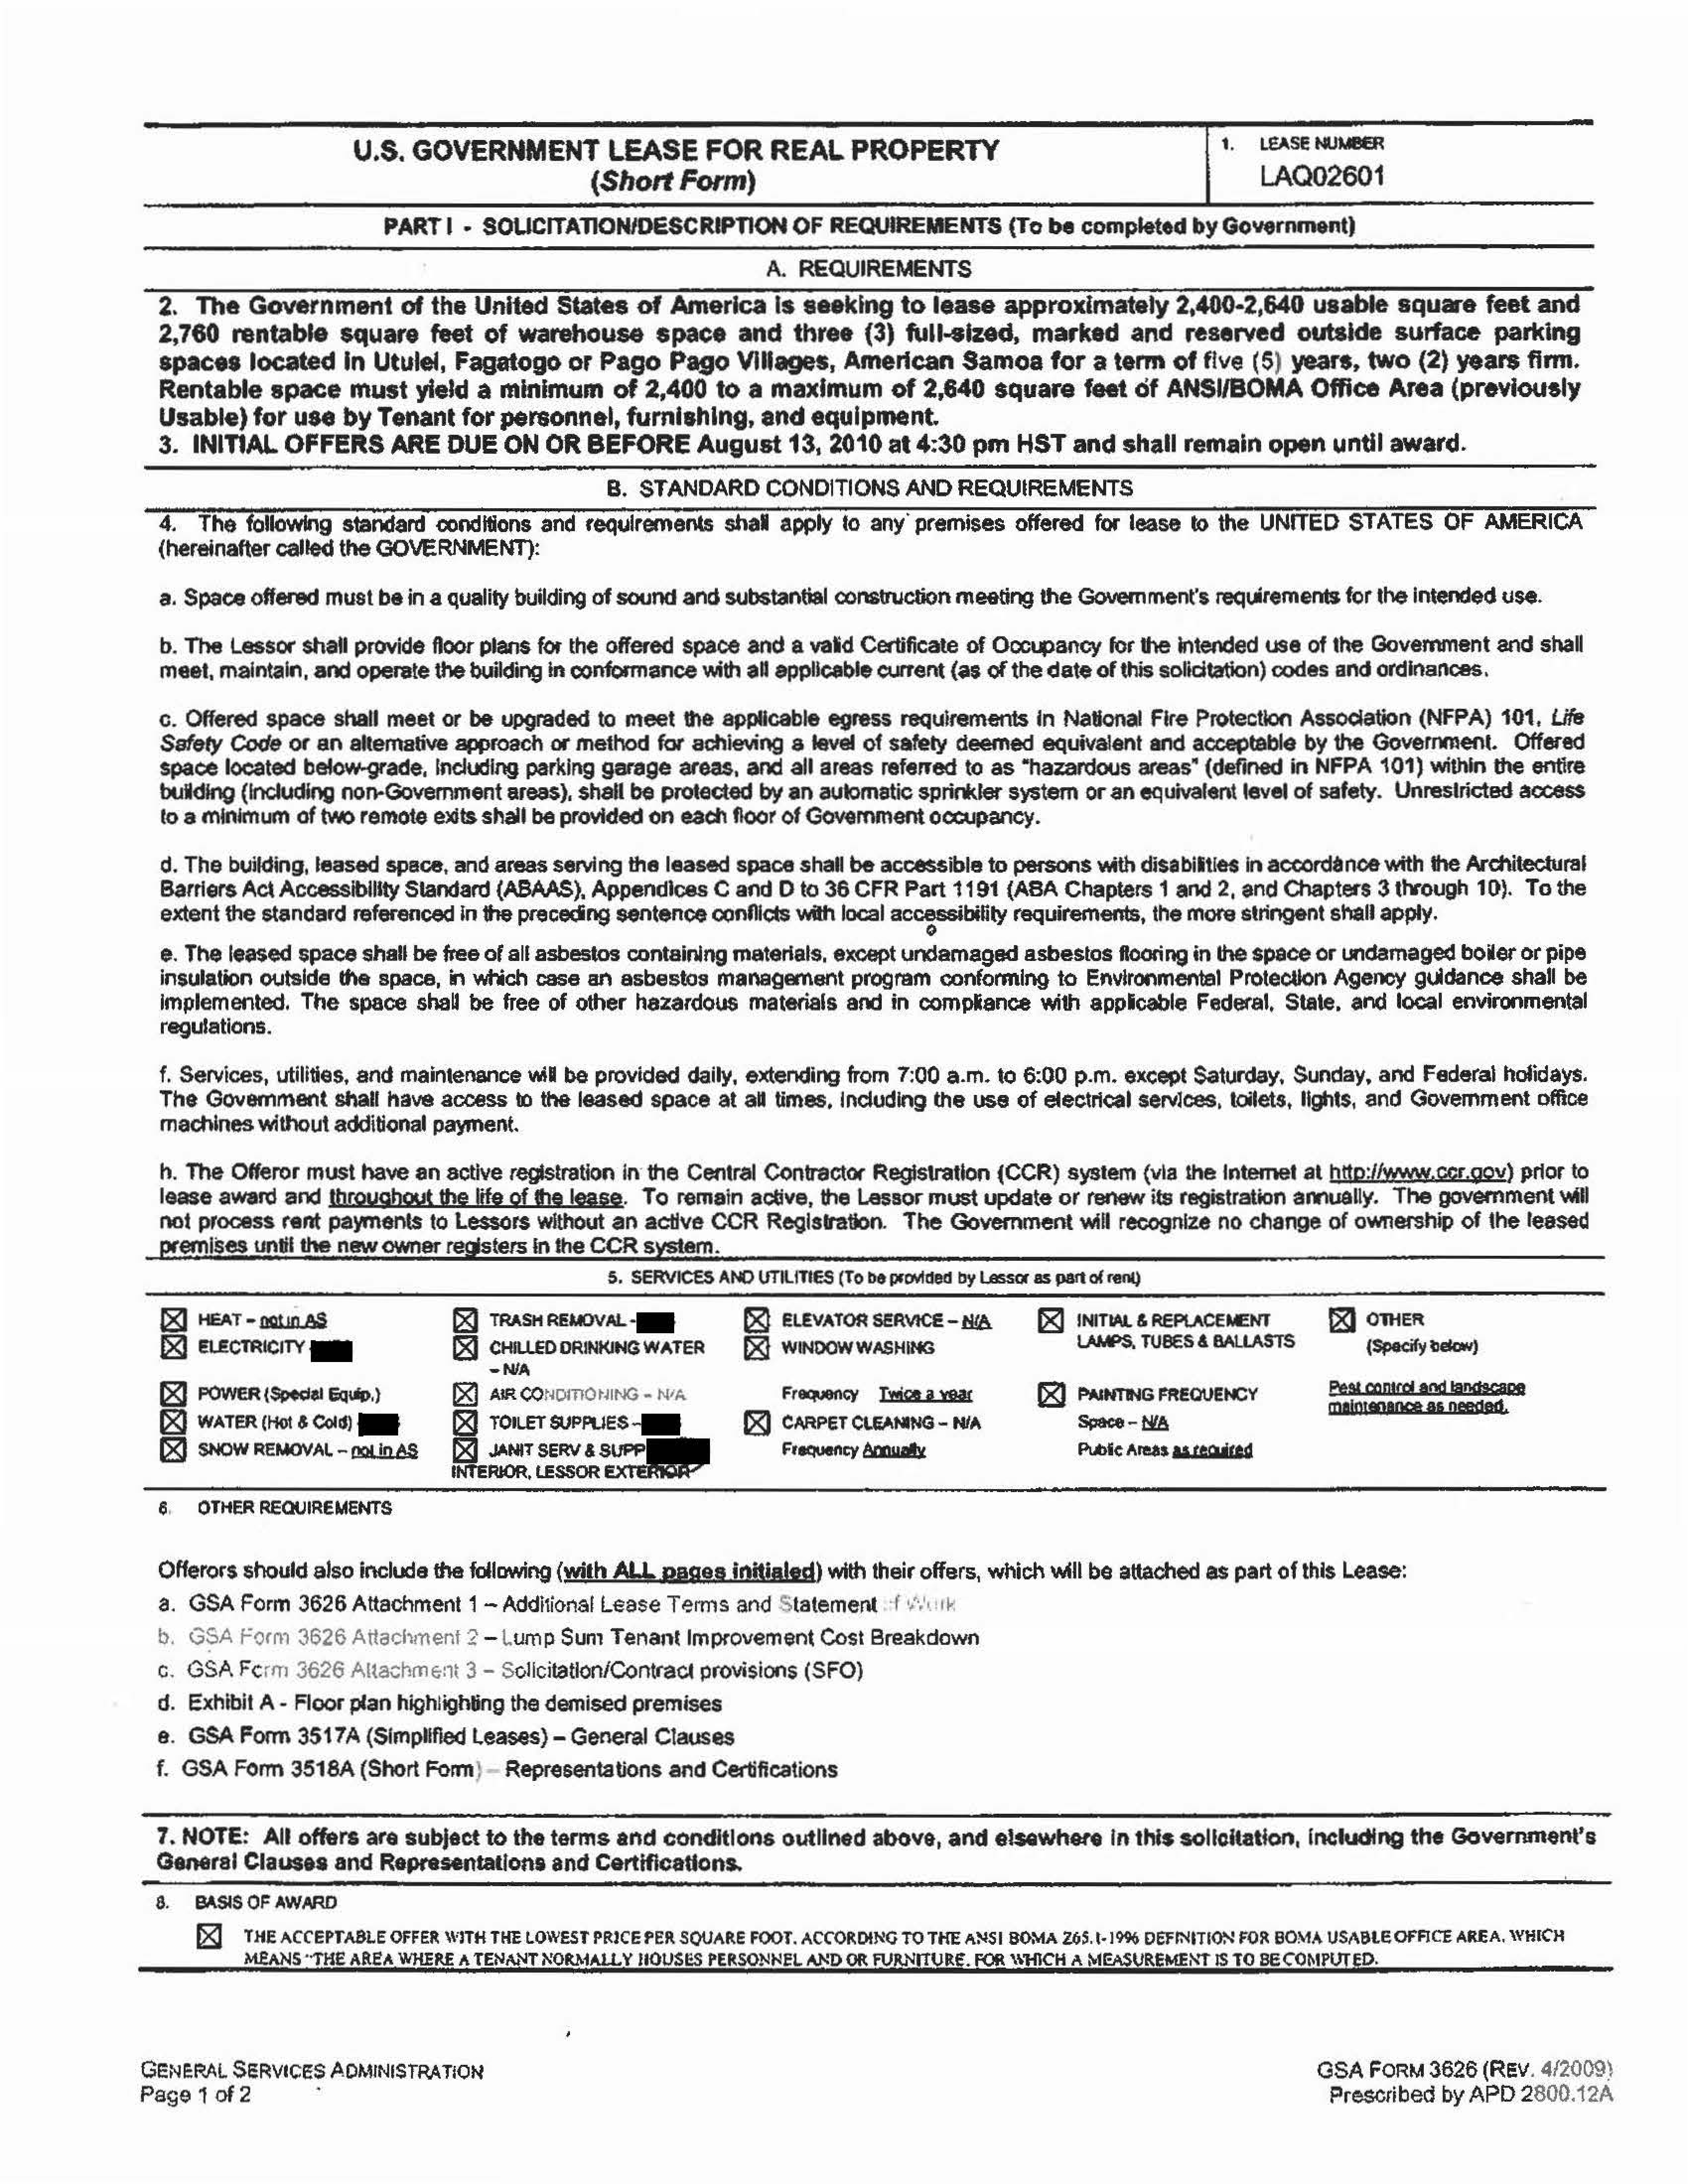 U.S. GOVERNMENT LEASE FOR REAL PROPERTY
(Short Form)
1. LEASE NUMBER
LAQ02601
PART I - SOLICITATION/DESCRIPTION OF REQUIREMENTS (To be completed by Government)
A. REQUIREMENTS
2. The Government of the United States of America is seeking to lease approximately 2,400-2,640 usable square feet and
2,760 rentable square feet of warehouse space and three (3) full-sized, marked and reserved outside surface parking
spaces located in Utulei, Fagatogo or Pago Pago Villages, American Samoa for a term of five (5) years, two (2) years firm.
Rentable space must yield a minimum of 2,400 to a maximum of 2,640 square feet of ANSI/BOMA Office Area (previously
Usable) for use by Tenant for personnel, furnishing, and equipment.
3. INITIAL OFFERS ARE DUE ON OR BEFORE August 13, 2010 at 4:30 pm HST and shall remain open until award.
B. STANDARD CONDITIONS AND REQUIREMENTS
4. The following standard conditions and requirements shall apply to any premises offered for lease to the UNITED STATES OF AMERICA
(hereinafter called the GOVERNMENT):
a. Space offered must be in a quality building of sound and substantial construction meeting the Government's requirements for the intended use.
b. The Lessor shall provide floor plans for the offered space and a valid Certificate of Occupancy for the intended use of the Government and shall
meet, maintain, and operate the building in conformance with all applicable current (as of the date of this solicitation) codes and ordinances.
c. Offered space shall meet or be upgraded to meet the applicable egress requirements in National Fire Protection Association (NFPA) 101, Life
Safety Code or an alternative approach or method for achieving a level of safety deemed equivalent and acceptable by the Government. Offered
space located below-grade, including parking garage areas, and all areas referred to as "hazardous areas" (defined in NFPA 101) within the entire
building (including non-Government areas), shall be protected by an automatic sprinkler system or an equivalent level of safety. Unrestricted access
to a minimum of two remote exits shall be provided on each floor of Government occupancy.
d. The building, leased space, and areas serving the leased space shall be accessible to persons with disabilities in accordance with the Architectural
Barriers Act Accessibility Standard (ABAAS), Appendices C and D to 36 CFR Part 1191 (ABA Chapters 1 and 2, and Chapters 3 through 10). To the
extent the standard referenced in the preceding sentence conflicts with local accessibility requirements, the more stringent shall apply.
e. The leased space shall be free of all asbestos containing materials, except undamaged asbestos flooring in the space or undamaged boiler or pipe
insulation outside the space, in which case an asbestos management program conforming to Environmental Protection Agency guidance shall be
implemented. The space shall be free of other hazardous materials and in compliance with applicable Federal, State, and local environmental
regulations.
f. Services, utilities, and maintenance will be provided daily, extending from 7:00 a.m. to 6:00 p.m. except Saturday, Sunday, and Federal holidays.
The Government shall have access to the leased space at all times, including the use of electrical services, toilets, lights, and Government office
machines without additional payment.
h. The Offeror must have an active registration in the Central Contractor Registration (CCR) system (via the Internet at http://www.ccr.gov) prior to
lease award and throughout the life of the lease. To remain active, the Lessor must update or renew its registration annually. The government will
not process rent payments to Lessors without an active CCR Registration. The Government will recognize no change of ownership of the leased
premises until the new owner registers in the CCR system.
5. SERVICES AND UTILITIES (To be provided by Lessor as part of rent)
☒ HEAT – not in AS ☒ TRASH REMOVAL - ☒ ELEVATOR SERVICE – N/A ☒ INITIAL & REPLACEMENT ☒ OTHER
☒ ELECTRICITY ☒ CHILLED DRINKING WATER ☒ WINDOW WASHING LAMPS, TUBES & BALLASTS (Specify below)
– N/A
☒ POWER (Special Equip.) ☒ AIR CONDITIONING – N/A Frequency Twice a year ☒ PAINTING FREQUENCY Pest control and landscape
☒ WATER (Hot & Cold) ☒ TOILET SUPPLIES – ☒ CARPET CLEANING – N/A Space – N/A maintenance as needed.
☒ SNOW REMOVAL – not in AS ☒ JANIT SERV & SUPP Frequency Annually Public Areas as required
INTERIOR, LESSOR EXTERIOR
6. OTHER REQUIREMENTS
Offerors should also include the following (with ALL pages initialed) with their offers, which will be attached as part of this Lease:
a. GSA Form 3626 Attachment 1 – Additional Lease Terms and Statement of Work
b. GSA Form 3626 Attachment 2 – Lump Sum Tenant Improvement Cost Breakdown
c. GSA Form 3626 Attachment 3 – Solicitation/Contract provisions (SFO)
d. Exhibit A - Floor plan highlighting the demised premises
e. GSA Form 3517A (Simplified Leases) – General Clauses
f. GSA Form 3518A (Short Form) – Representations and Certifications
7. NOTE: All offers are subject to the terms and conditions outlined above, and elsewhere in this solicitation, including the Government's
General Clauses and Representations and Certifications.
8. BASIS OF AWARD
☒ THE ACCEPTABLE OFFER WITH THE LOWEST PRICE PER SQUARE FOOT, ACCORDING TO THE ANSI BOMA Z65.1-1996 DEFINITION FOR BOMA USABLE OFFICE AREA, WHICH
MEANS "THE AREA WHERE A TENANT NORMALLY HOUSES PERSONNEL AND OR FURNITURE, FOR WHICH A MEASUREMENT IS TO BE COMPUTED.
GENERAL SERVICES ADMINISTRATION
Page 1 of 2
GSA FORM 3626 (REV. 4/2009)
Prescribed by APD 2800.12A